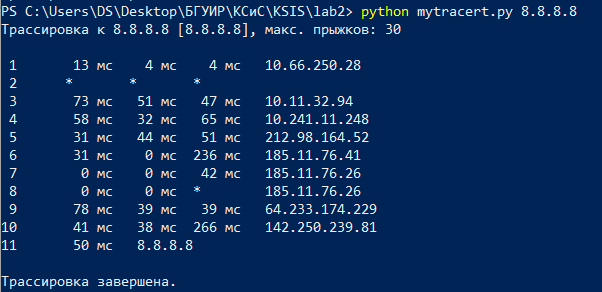 PS C:\Users\DS\Desktop\БГУИР\КСиС\KSIS\lab2> python mytracert.py 8.8.8.8
Трассировка к 8.8.8.8 [8.8.8.8], макс. прыжков: 30
1 13 мс 4 мс 4 мс 10.66.250.28
2 * * *
3 73 мс 51 мс 47 мс 10.11.32.94
4 58 мс 32 мс 65 мс 10.241.11.248
5 31 мс 44 мс 51 мс 212.98.164.52
6 31 мс 0 мс 236 мс 185.11.76.41
7 0 мс 0 мс 42 мс 185.11.76.26
8 0 мс 0 мс * 185.11.76.26
9 78 мс 39 мс 39 мс 64.233.174.229
10 41 мс 38 мс 266 мс 142.250.239.81
11 50 мс 8.8.8.8
Трассировка завершена.